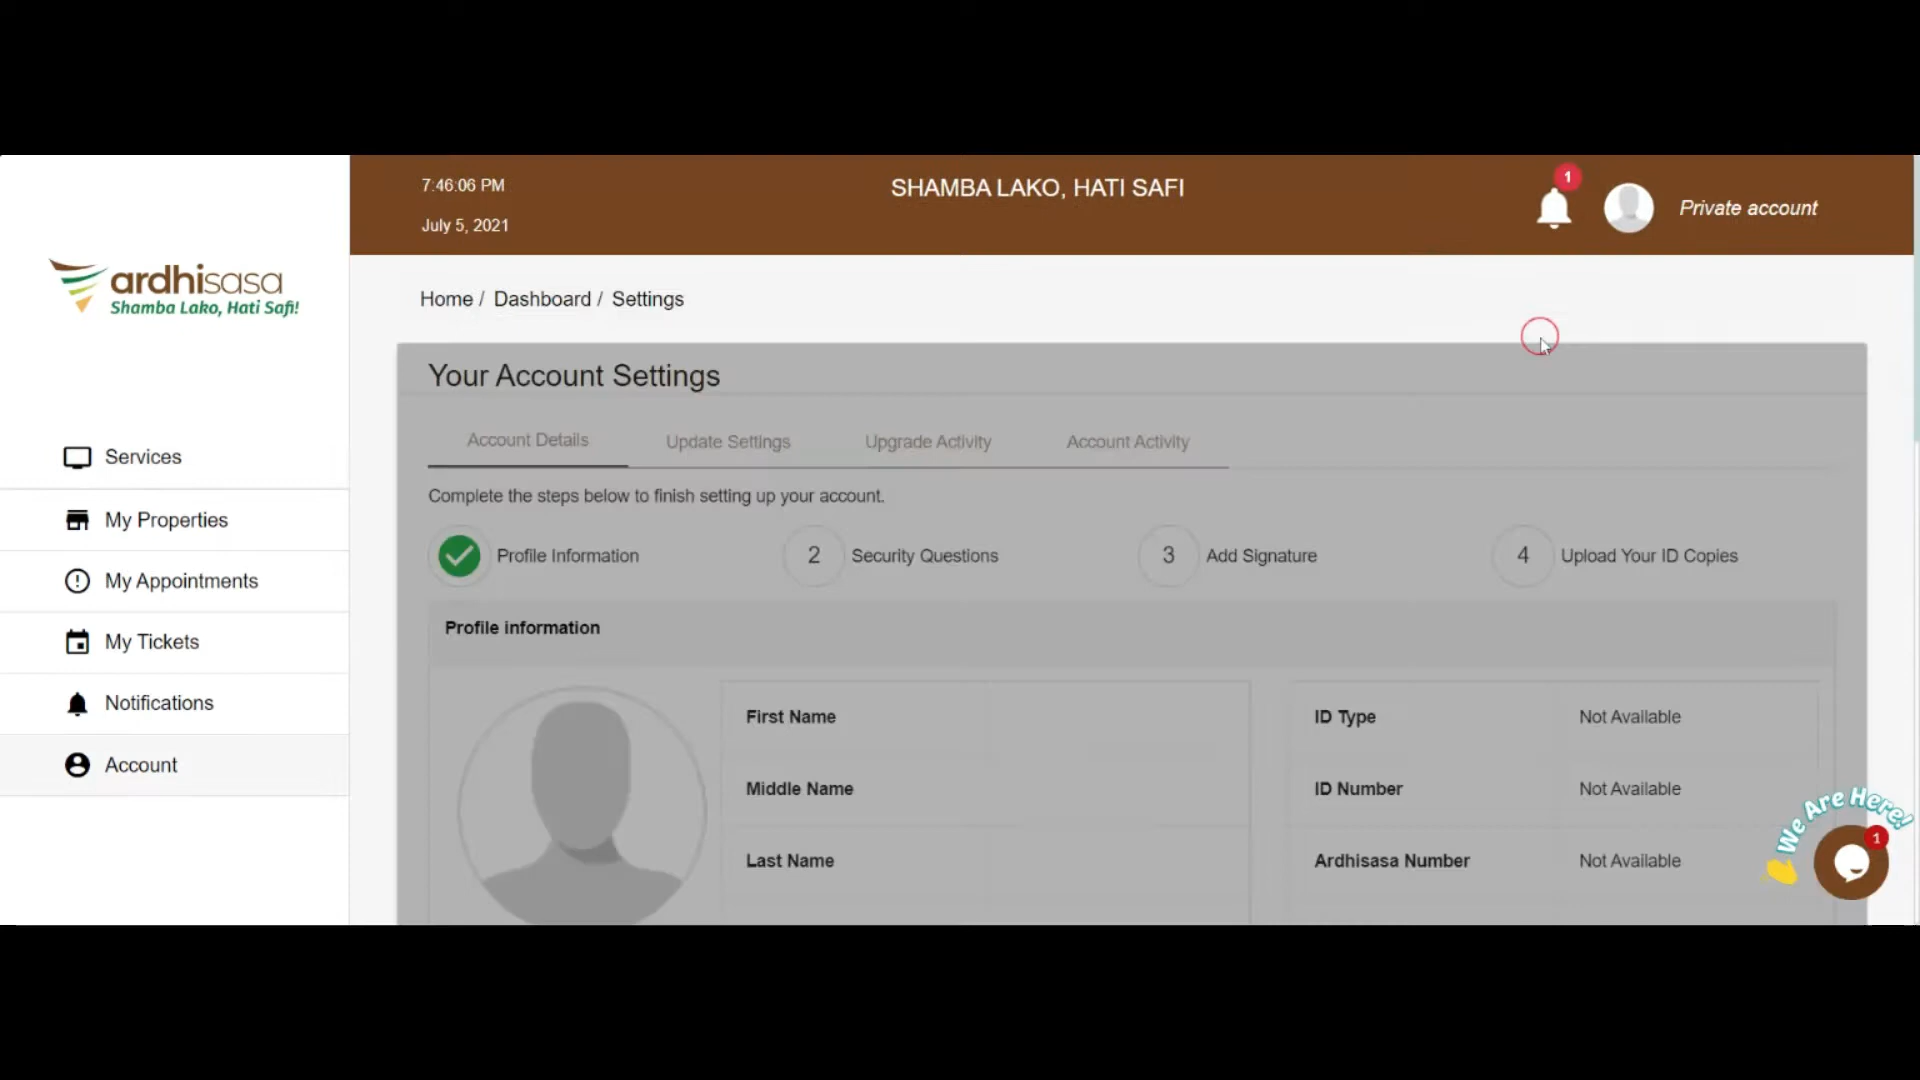 7:46:06 PM
SHAMBA LAKO, HATI SAFI
1
Private account
July 5, 2021
ardhisasa
Shamba Lako, Hati Safi!
Home / Dashboard / Settings
Your Account Settings
Services
My Properties
My Appointments
My Tickets
Notifications
Account
Account Details Update Settings Upgrade Activity Account Activity
Complete the steps below to finish setting up your account.
Profile Information 2 Security Questions 3 Add Signature 4 Upload Your ID Copies
Profile information
First Name
Middle Name
Last Name
ID Type Not Available
ID Number Not Available
Ardhisasa Number Not Available
We Are Here!
1